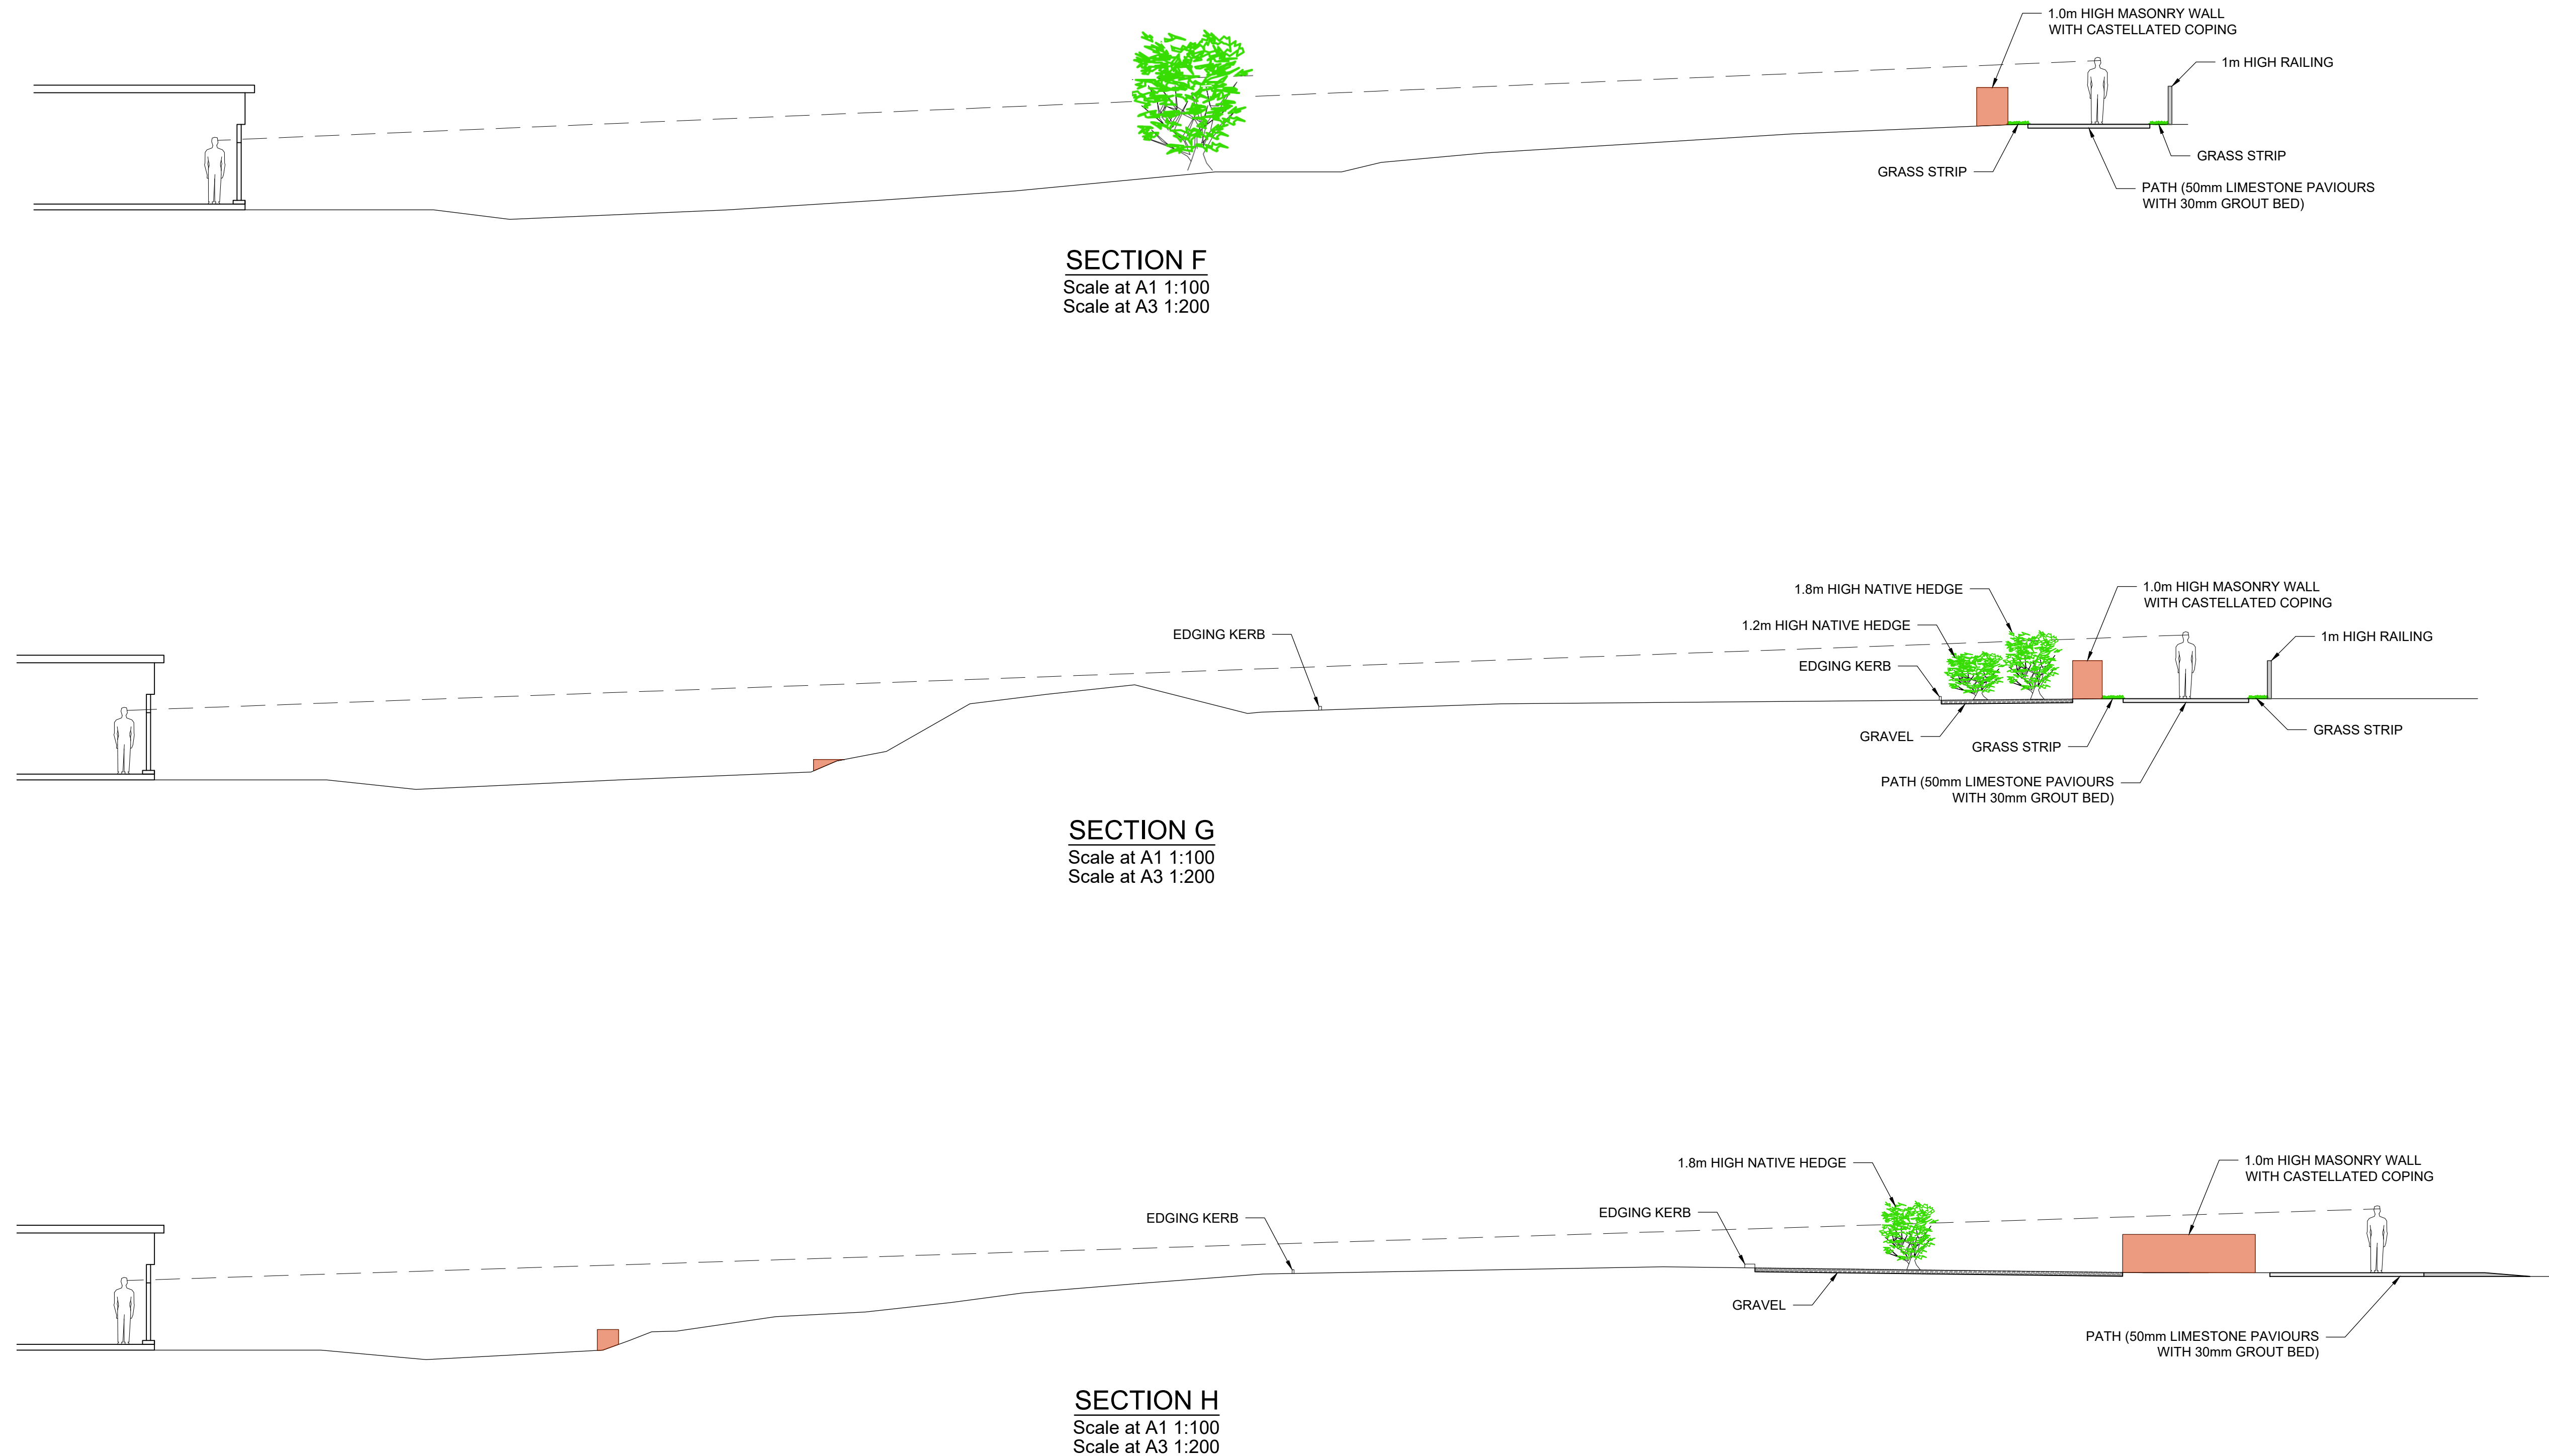 1.0m HIGH MASONRY WALL
WITH CASTELLATED COPING
1m HIGH RAILING
GRASS STRIP
GRASS STRIP
PATH (50mm LIMESTONE PAVIOURS
WITH 30mm GROUT BED)
SECTION F
Scale at A1 1:100
Scale at A3 1:200
1.8m HIGH NATIVE HEDGE
1.0m HIGH MASONRY WALL
WITH CASTELLATED COPING
1.2m HIGH NATIVE HEDGE
EDGING KERB
1m HIGH RAILING
EDGING KERB
GRAVEL
GRASS STRIP
GRASS STRIP
PATH (50mm LIMESTONE PAVIOURS
WITH 30mm GROUT BED)
SECTION G
Scale at A1 1:100
Scale at A3 1:200
1.8m HIGH NATIVE HEDGE
1.0m HIGH MASONRY WALL
WITH CASTELLATED COPING
EDGING KERB
EDGING KERB
GRAVEL
PATH (50mm LIMESTONE PAVIOURS
WITH 30mm GROUT BED)
SECTION H
Scale at A1 1:100
Scale at A3 1:200